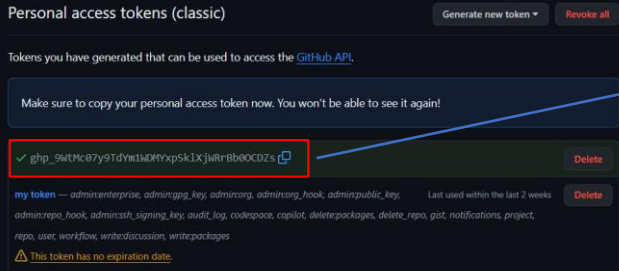 Personal access tokens (classic)
Generate new token
Revoke all
Tokens you have generated that can be used to access the GitHub API.
Make sure to copy your personal access token now. You won't be able to see it again!
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
Delete
my token — admin:enterprise, admin:gpg_key, admin:org, admin:org_hook, admin:public_key,
Last used within the last 2 weeks
Delete
admin:repo_hook, admin:ssh_signing_key, audit_log, codespace, copilot, delete:packages, delete_repo, gist, notifications, project,
repo, user, workflow, write:discussion, write:packages
This token has no expiration date.